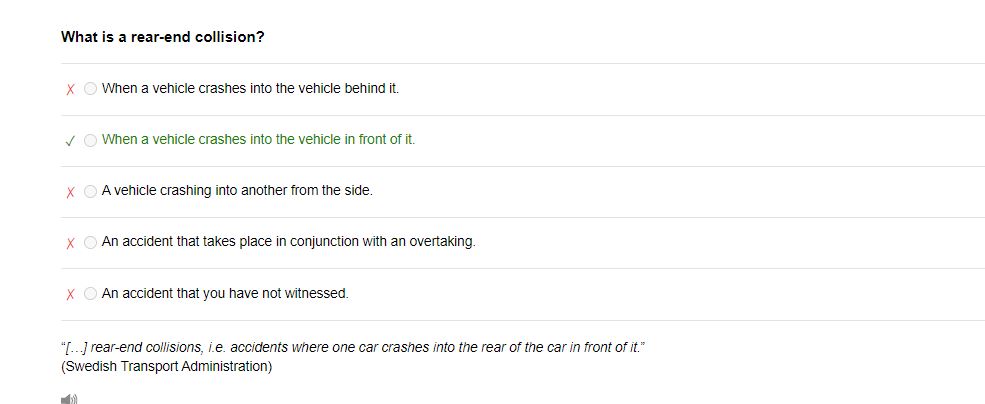 What is a rear-end collision?
When a vehicle crashes into the vehicle behind it.
When a vehicle crashes into the vehicle in front of it.
A vehicle crashing into another from the side.
An accident that takes place in conjunction with an overtaking.
An accident that you have not witnessed.
“[...] rear-end collisions, i.e. accidents where one car crashes into the rear of the car in front of it.”
(Swedish Transport Administration)